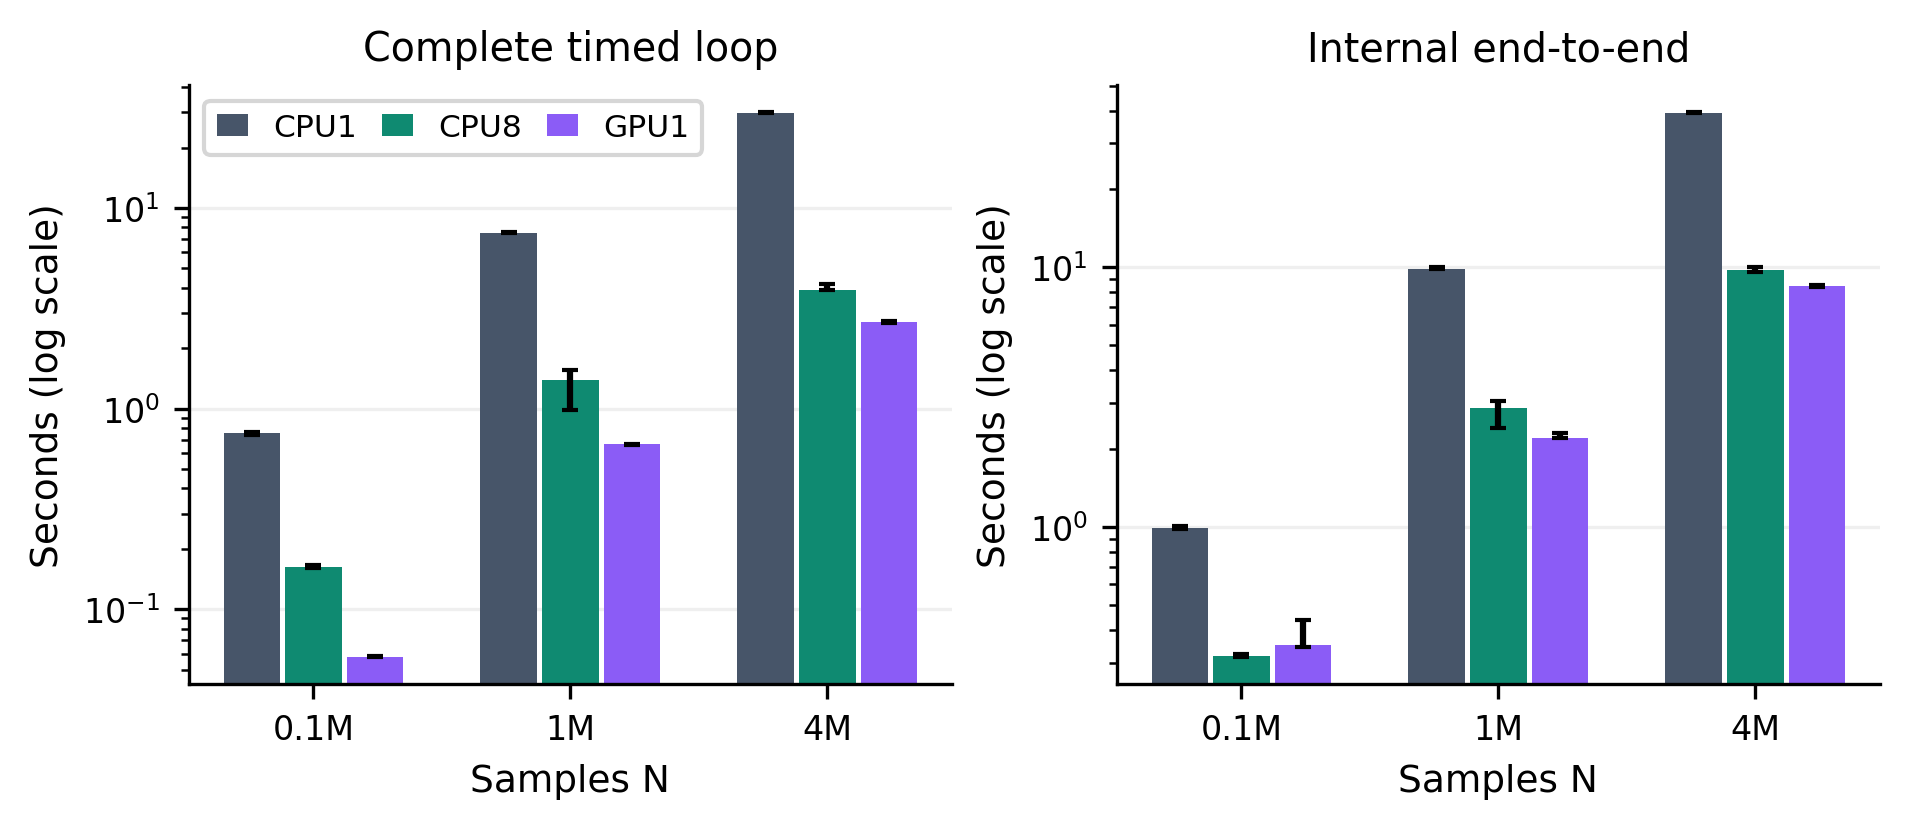 Complete timed loop
CPU1 CPU8 GPU1
Seconds (log scale)
10¹
10⁰
10⁻¹
0.1M 1M 4M
Samples N
Internal end-to-end
Seconds (log scale)
10¹
10⁰
0.1M 1M 4M
Samples N